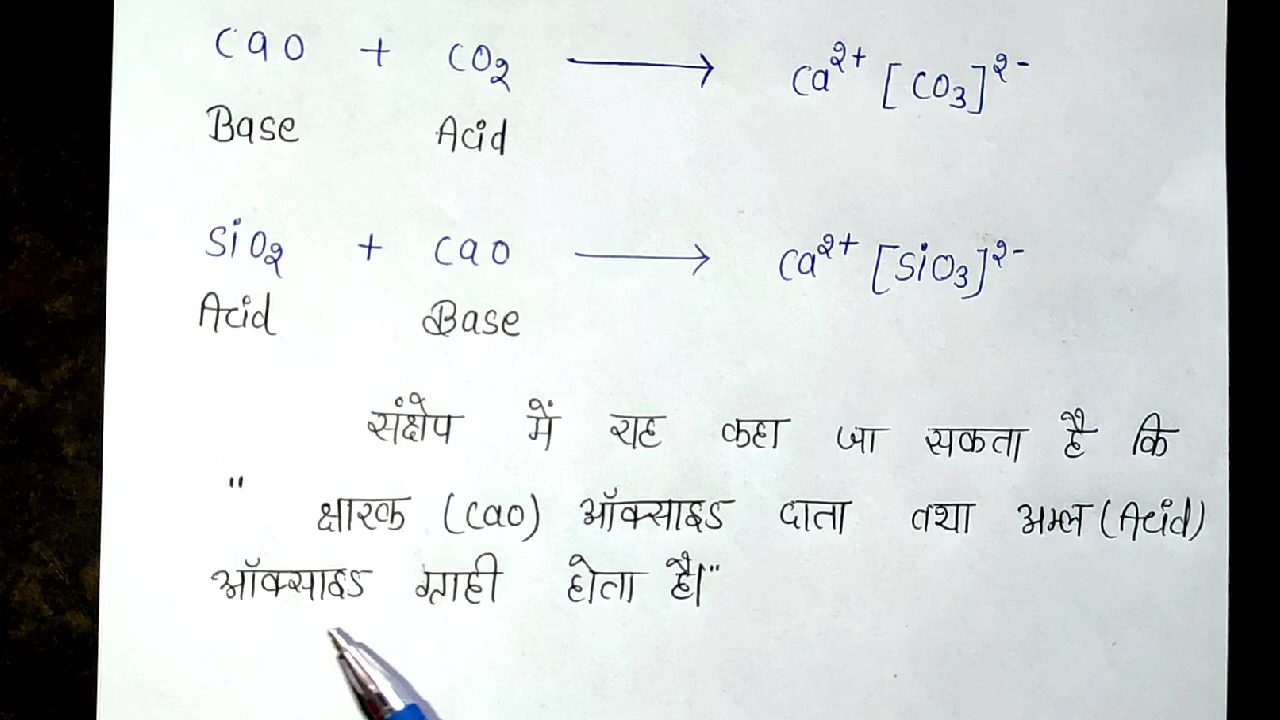 CaO + CO₂ ⟶ Ca²⁺ [CO₃]²⁻
Base Acid
SiO₂ + CaO ⟶ Ca²⁺ [SiO₃]²⁻
Acid Base
संक्षेप में यह कहा जा सकता है कि
" क्षारक (CaO) ऑक्साइड दाता तथा अम्ल (Acid)
ऑक्साइड ग्राही होता है।"